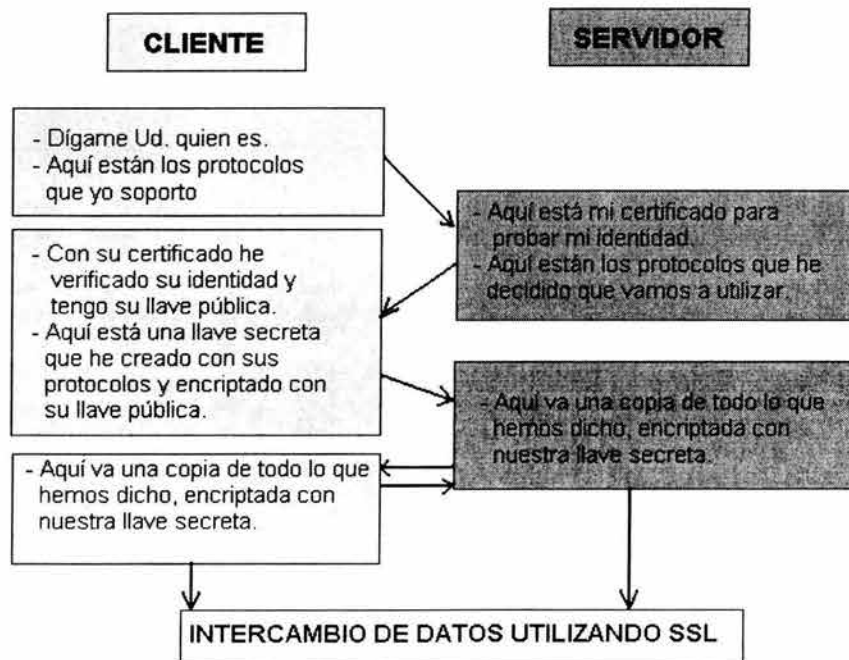 CLIENTE
SERVIDOR
- Dígame Ud. quien es.
- Aquí están los protocolos
que yo soporto
- Aquí está mi certificado para
probar mi identidad.
- Aquí están los protocolos que he
decidido que vamos a utilizar.
- Con su certificado he
verificado su identidad y
tengo su llave pública.
- Aquí está una llave secreta
que he creado con sus
protocolos y encriptado con
su llave pública.
- Aquí va una copia de todo lo que
hemos dicho, encriptada con
nuestra llave secreta.
- Aquí va una copia de todo lo que
hemos dicho, encriptada con
nuestra llave secreta.
INTERCAMBIO DE DATOS UTILIZANDO SSL